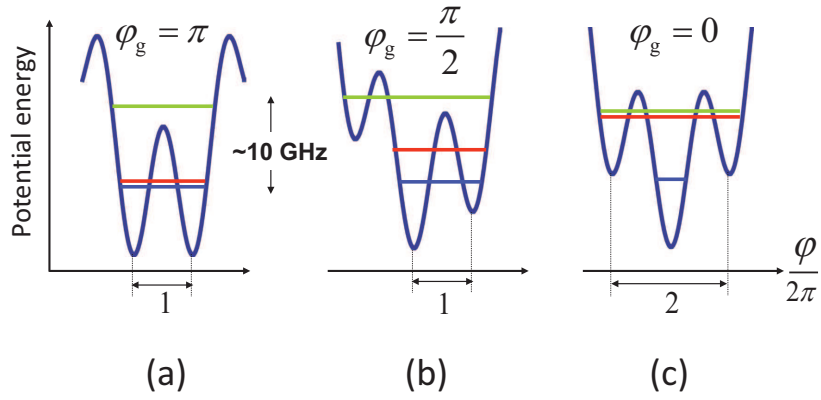 φg = π
φg = π/2
φg = 0
Potential energy
~10 GHz
1
1
2
φ/2π
(a)
(b)
(c)